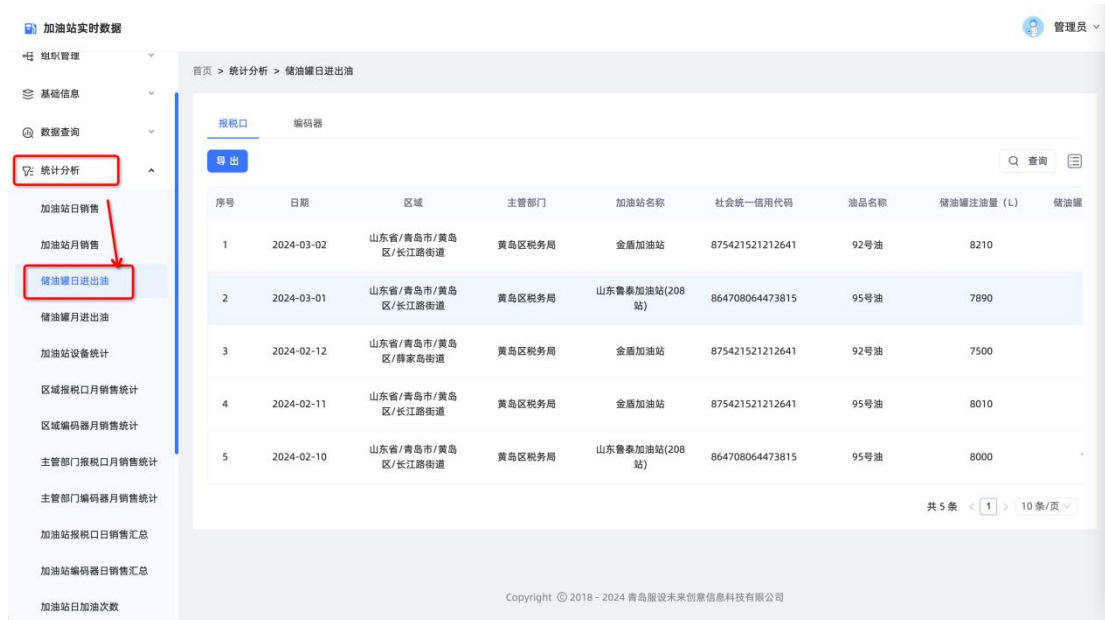 加油站实时数据
管理员
组织管理
基础信息
数据查询
统计分析
加油站日销售
加油站月销售
储油罐日进出油
储油罐月进出油
加油站设备统计
区域报税口月销售统计
区域编码器月销售统计
主管部门报税口月销售统计
主管部门编码器月销售统计
加油站报税口日销售汇总
加油站编码器日销售汇总
加油站日加油次数
首页 > 统计分析 > 储油罐日进出油
报税口 编码器
导出
查询
序号 日期 区域 主管部门 加油站名称 社会统一信用代码 油品名称 储油罐注油量（L） 储油罐
1 2024-03-02 山东省/青岛市/黄岛 黄岛区税务局 金盾加油站 875421521212641 92号油 8210
区/长江路街道
2 2024-03-01 山东省/青岛市/黄岛 黄岛区税务局 山东鲁泰加油站(208 864708064473815 95号油 7890
区/长江路街道 站)
3 2024-02-12 山东省/青岛市/黄岛 黄岛区税务局 金盾加油站 875421521212641 92号油 7500
区/薛家岛街道
4 2024-02-11 山东省/青岛市/黄岛 黄岛区税务局 金盾加油站 875421521212641 95号油 8010
区/长江路街道
5 2024-02-10 山东省/青岛市/黄岛 黄岛区税务局 山东鲁泰加油站(208 864708064473815 95号油 8000
区/长江路街道 站)
共 5 条 < 1 > 10 条/页
Copyright © 2018 - 2024 青岛服设未来创意信息科技有限公司